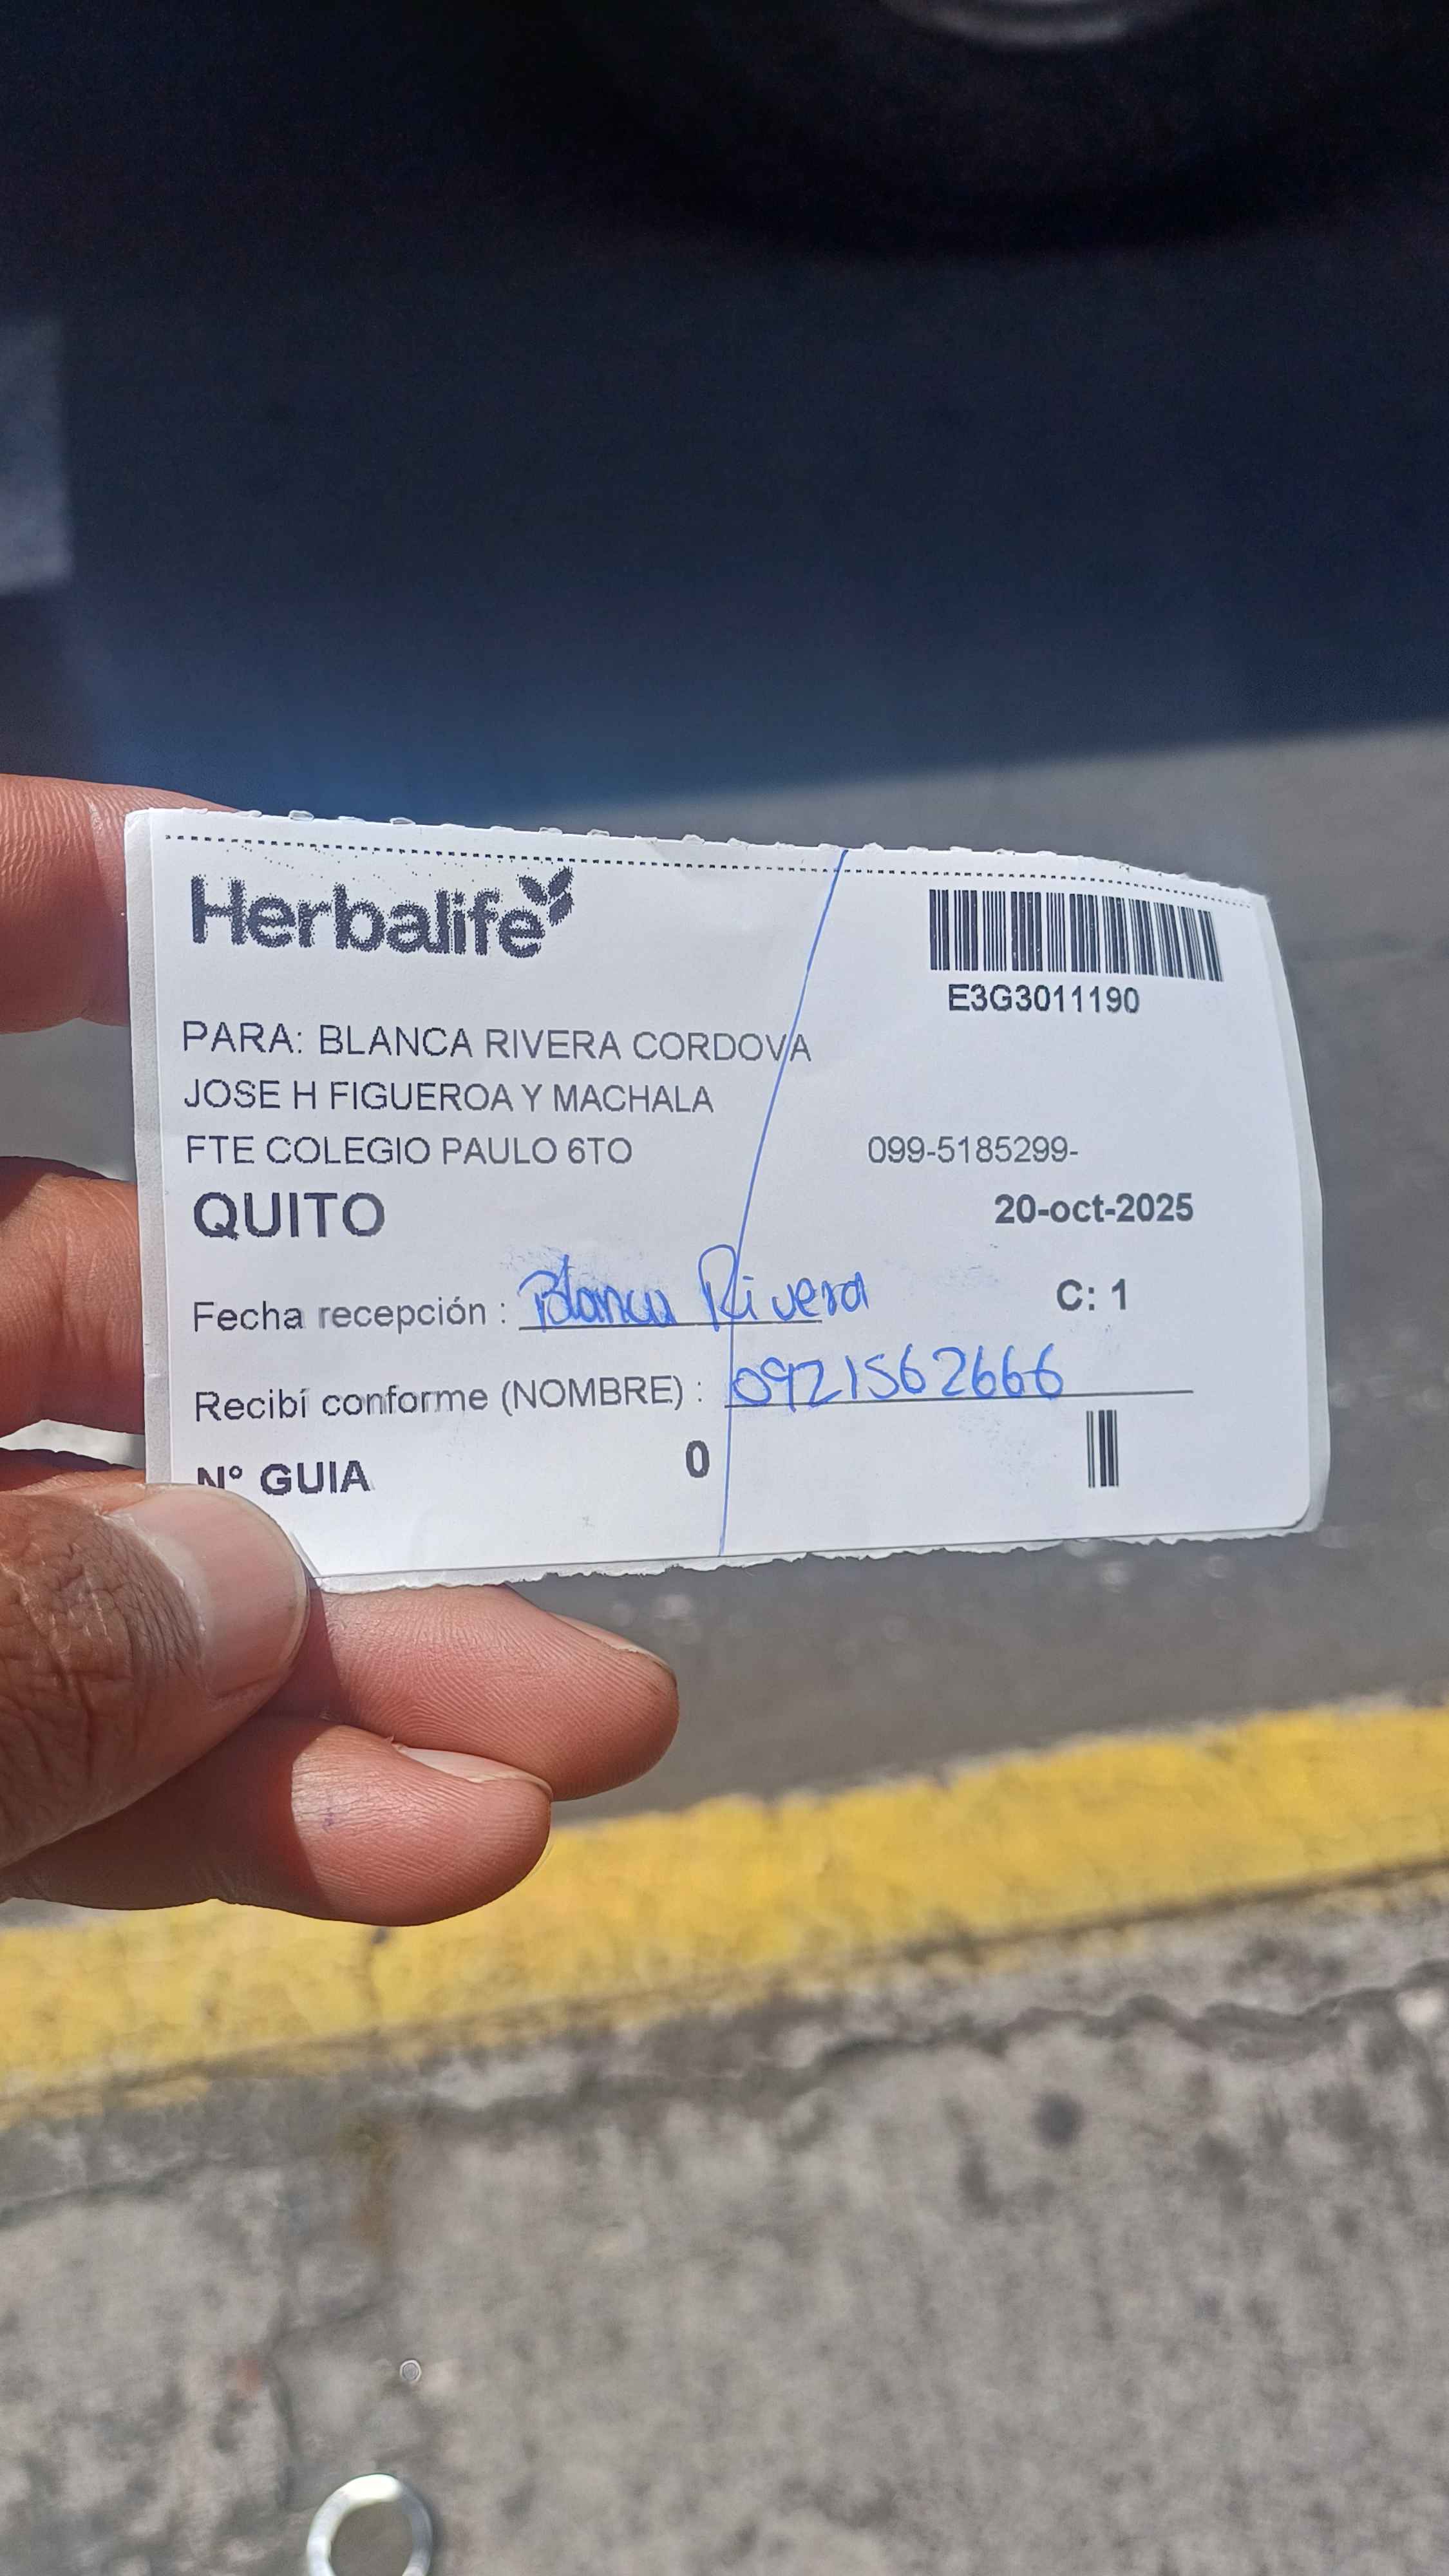 Herbalife
E3G3011190
PARA: BLANCA RIVERA CORDOVA
JOSE H FIGUEROA Y MACHALA
FTE COLEGIO PAULO 6TO 099-5185299-
QUITO 20-oct-2025
Fecha recepción : Blanca Rivera C: 1
Recibí conforme (NOMBRE) : 0921562666
Nº GUIA 0